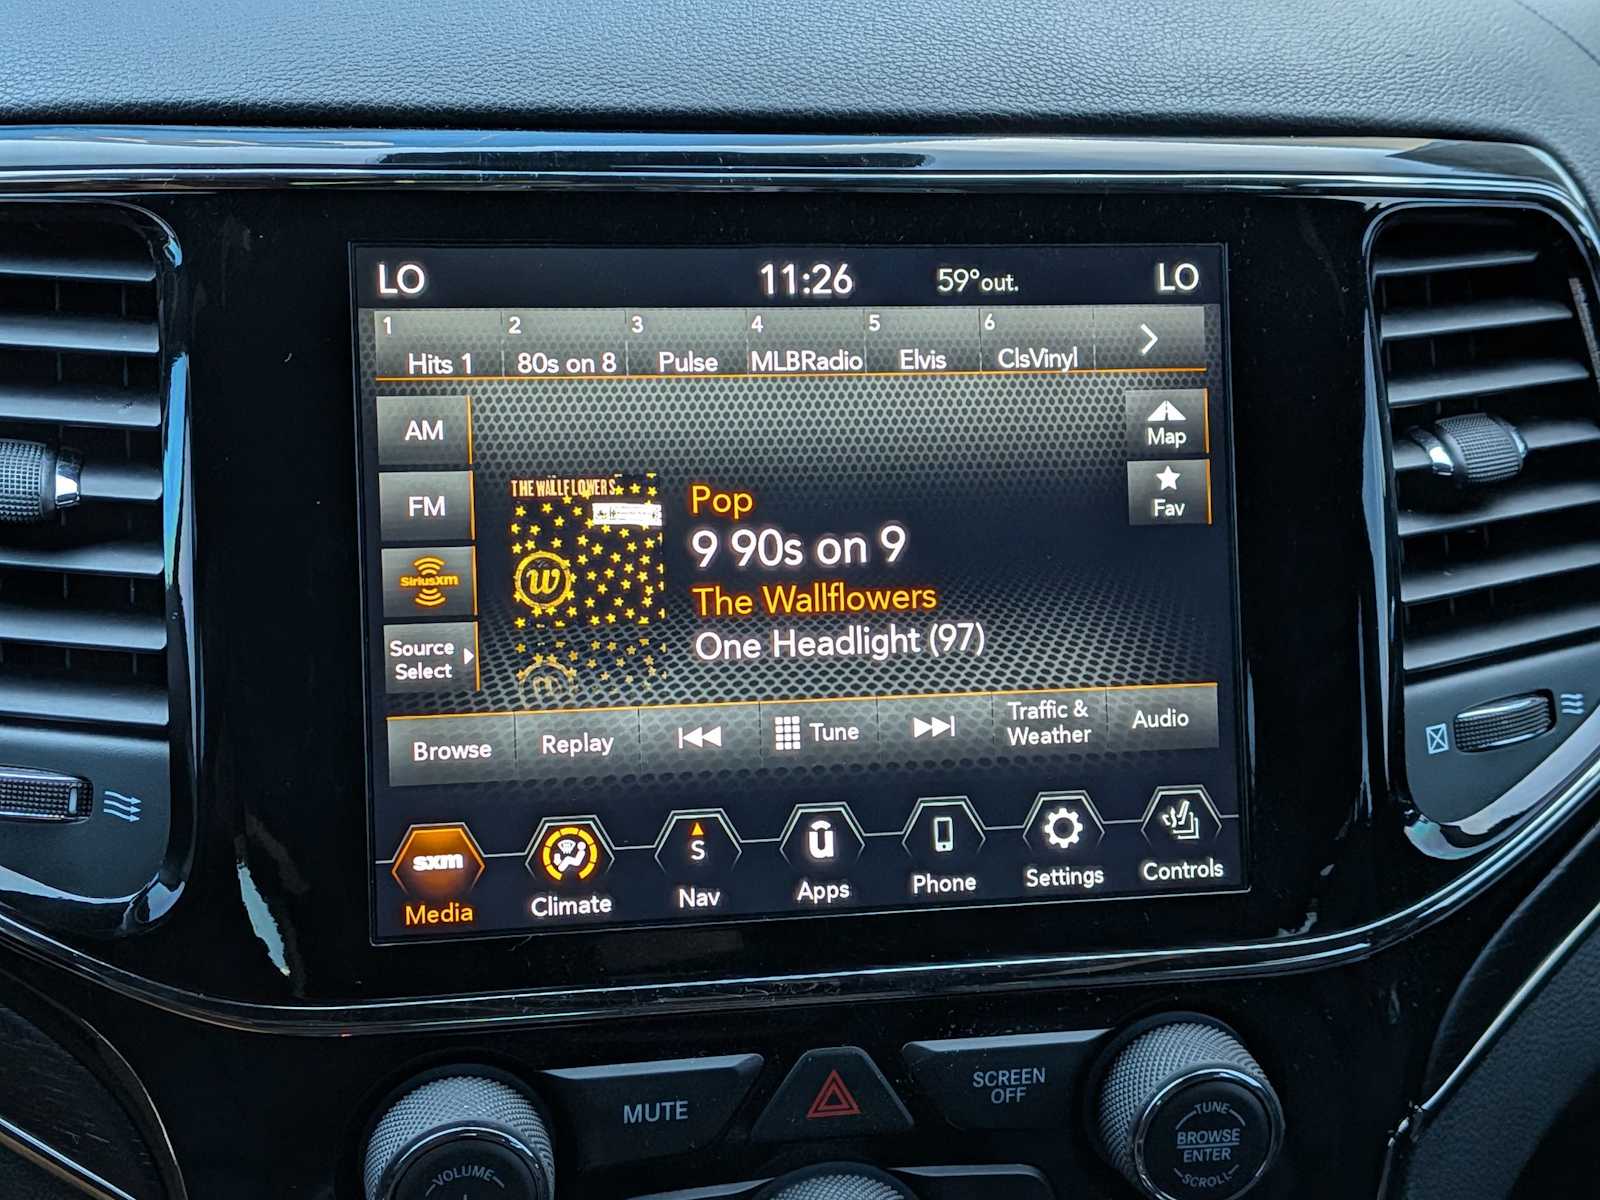 LO 11:26 59°out. LO
1 2 3 4 5 6
Hits 1 80s on 8 Pulse MLBRadio Elvis ClsVinyl
AM
FM
SiriusXM
Source
Select
THE WALLFLOWERS
w
Pop
9 90s on 9
The Wallflowers
One Headlight (97)
Map
Fav
Browse Replay Tune Traffic &
Weather Audio
sxm
Media
Climate
S
Nav
u
Apps
Phone
Settings
Controls
VOLUME
MUTE
SCREEN
OFF
TUNE
BROWSE
ENTER
SCROLL